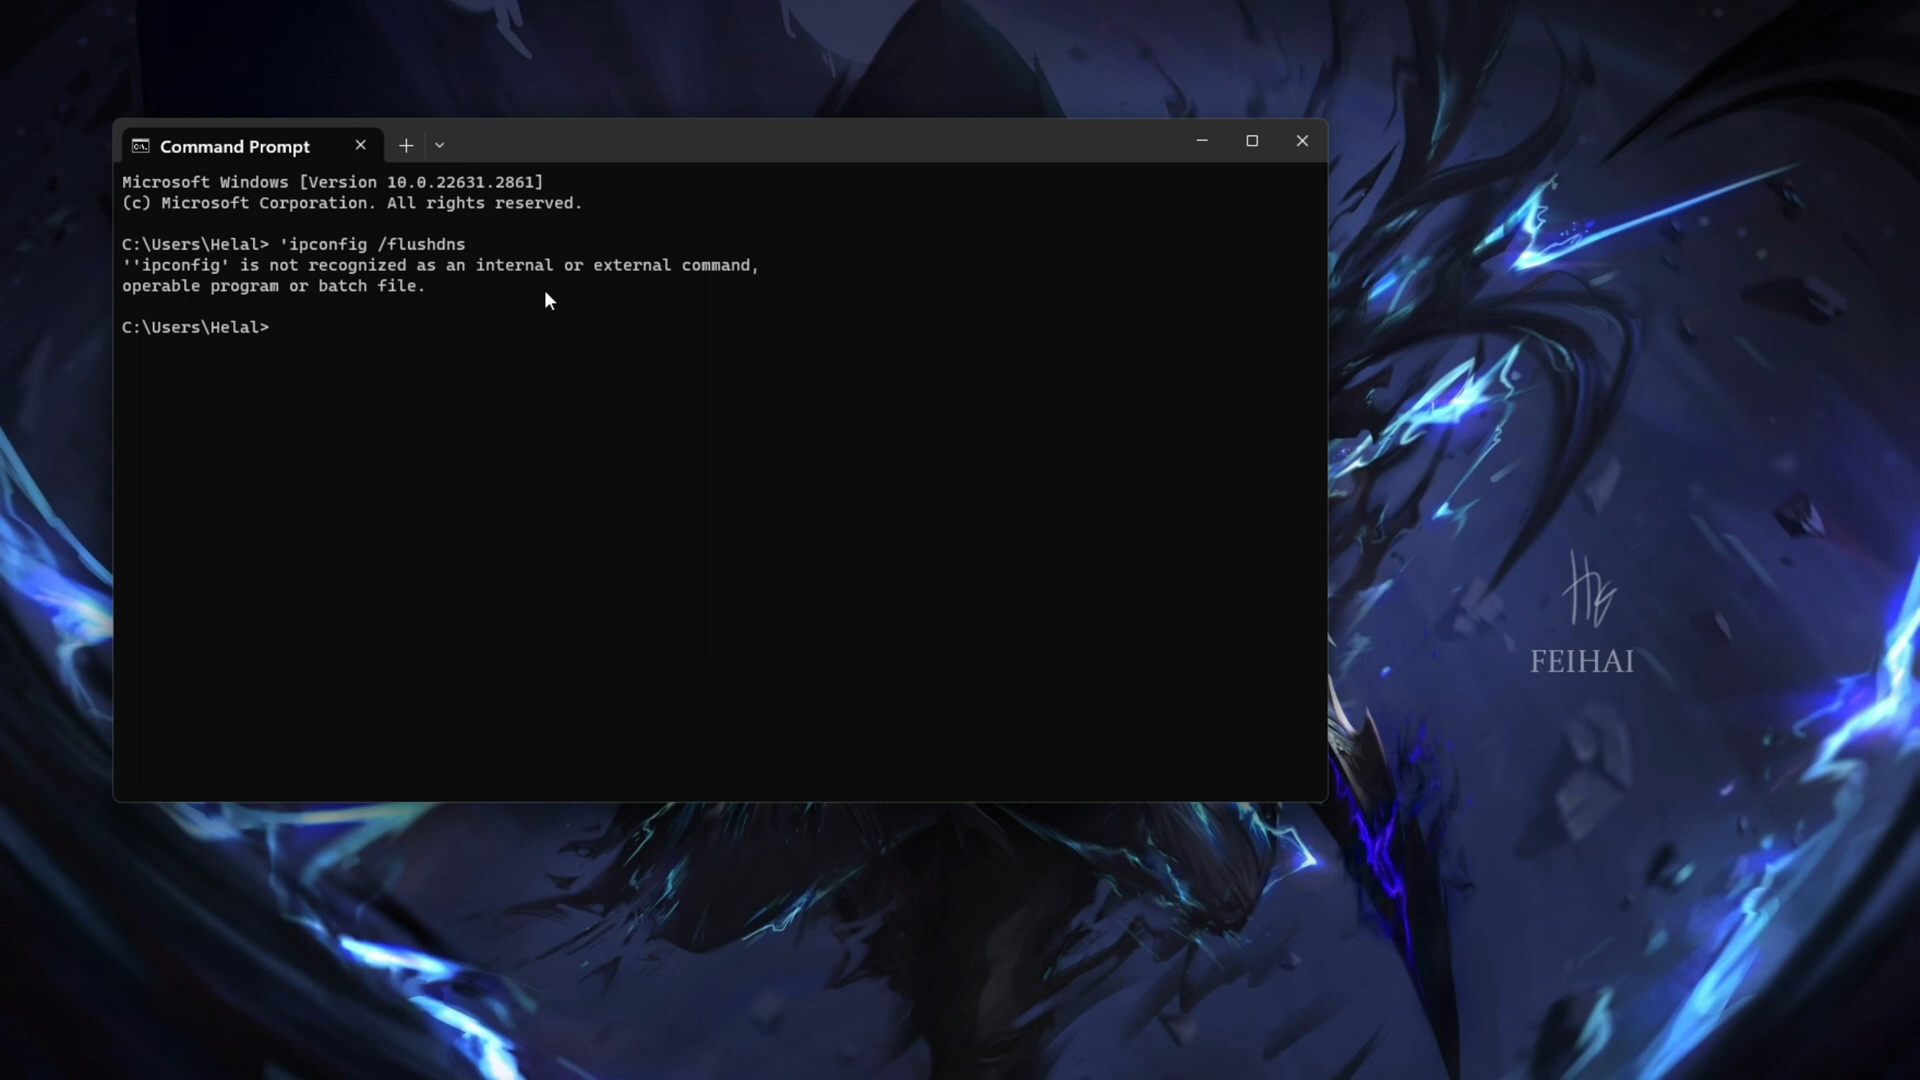 Command Prompt
Microsoft Windows [Version 10.0.22631.2861]
(c) Microsoft Corporation. All rights reserved.
C:\Users\Helal> 'ipconfig /flushdns
''ipconfig' is not recognized as an internal or external command,
operable program or batch file.
C:\Users\Helal>
FEIHAI